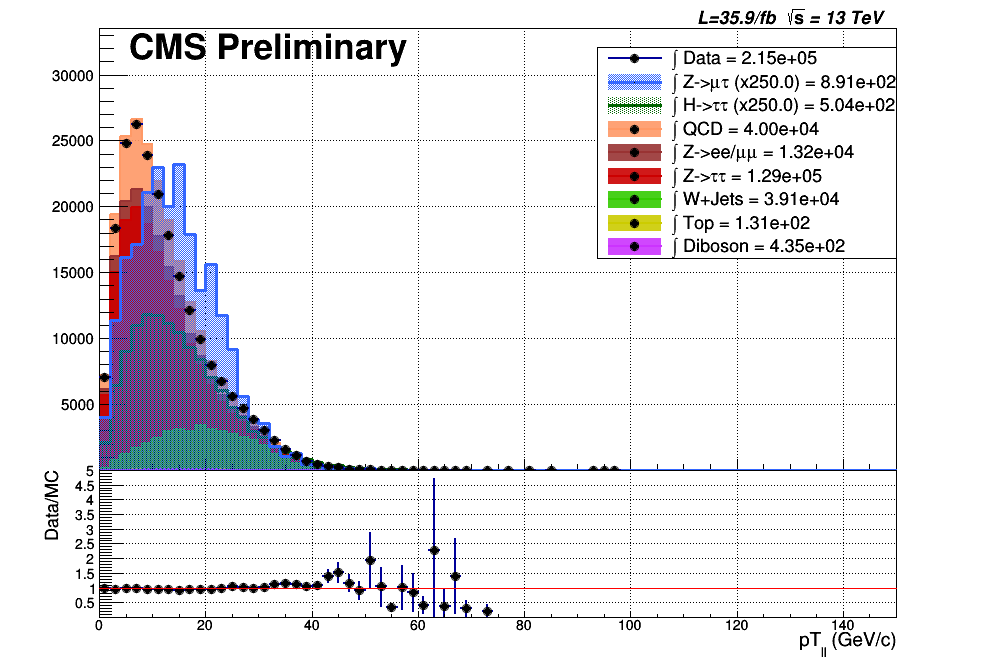 L=35.9/fb √s = 13 TeV
CMS Preliminary
∫ Data = 2.15e+05
∫ Z->μτ (x250.0) = 8.91e+02
∫ H->ττ (x250.0) = 5.04e+02
∫ QCD = 4.00e+04
∫ Z->ee/μμ = 1.32e+04
∫ Z->ττ = 1.29e+05
∫ W+Jets = 3.91e+04
∫ Top = 1.31e+02
∫ Diboson = 4.35e+02
30000
25000
20000
15000
10000
5000
Data/MC
5
4.5
4
3.5
3
2.5
2
1.5
1
0.5
0 20 40 60 80 100 120 140
pT_ll (GeV/c)